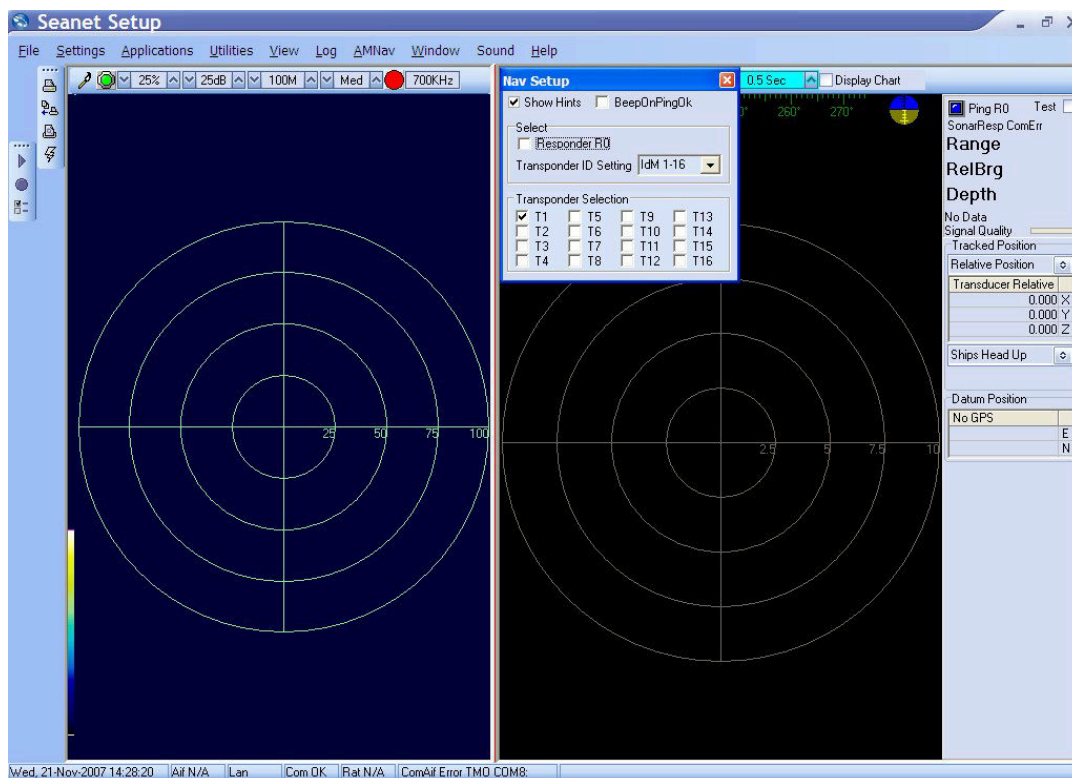 Seanet Setup
File Settings Applications Utilities View Log AMNav Window Sound Help
25% 25dB 100M Med 700KHz
Nav Setup
Show Hints BeepOnPingOk
Select
Responder R0
Transponder ID Setting IdM 1-16
Transponder Selection
T1 T5 T9 T13
T2 T6 T10 T14
T3 T7 T11 T15
T4 T8 T12 T16
0.5 Sec Display Chart
260° 270°
25 50 75 100
2.5 5 7.5 10
Ping R0 Test
SonarResp ComErr
Range
RelBrg
Depth
No Data
Signal Quality
Tracked Position
Relative Position
Transducer Relative
0.000 X
0.000 Y
0.000 Z
Ships Head Up
Datum Position
No GPS
E
N
Wed, 21-Nov-2007 14:28:20 Aif N/A Lan Com OK Rat N/A ComAif Error TMO COM8: